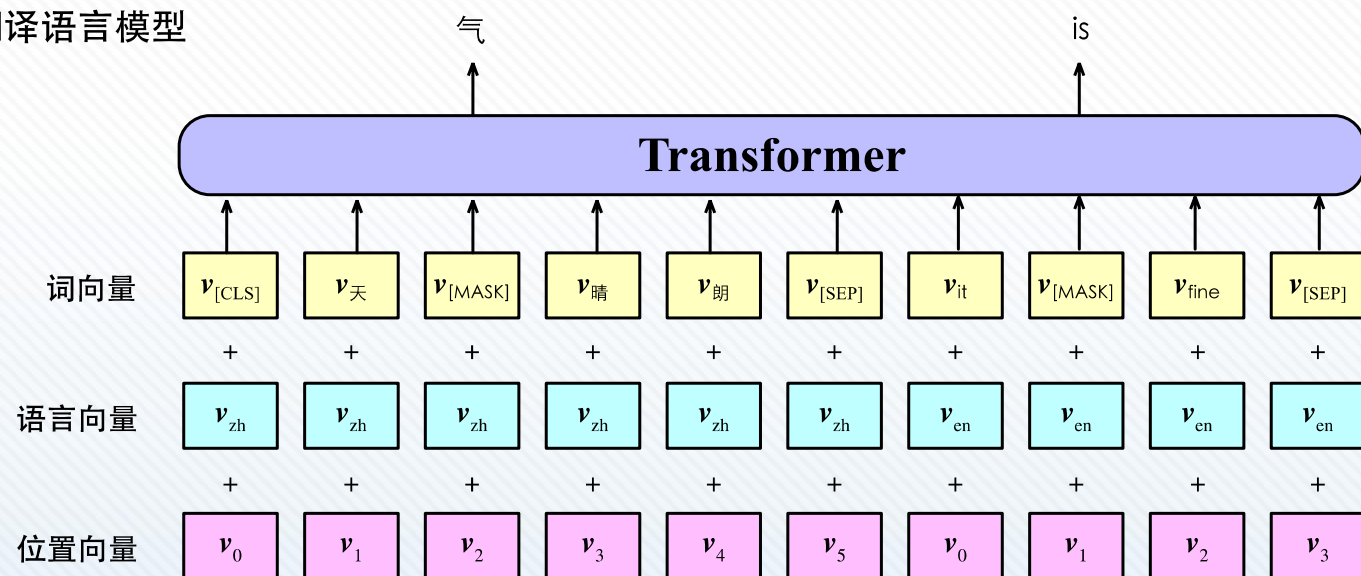 译语言模型
气 is
Transformer
词向量 v[CLS] v天 v[MASK] v晴 v朗 v[SEP] vit v[MASK] vfine v[SEP]
+ + + + + + + + + +
语言向量 vzh vzh vzh vzh vzh vzh ven ven ven ven
+ + + + + + + + + +
位置向量 v0 v1 v2 v3 v4 v5 v0 v1 v2 v3